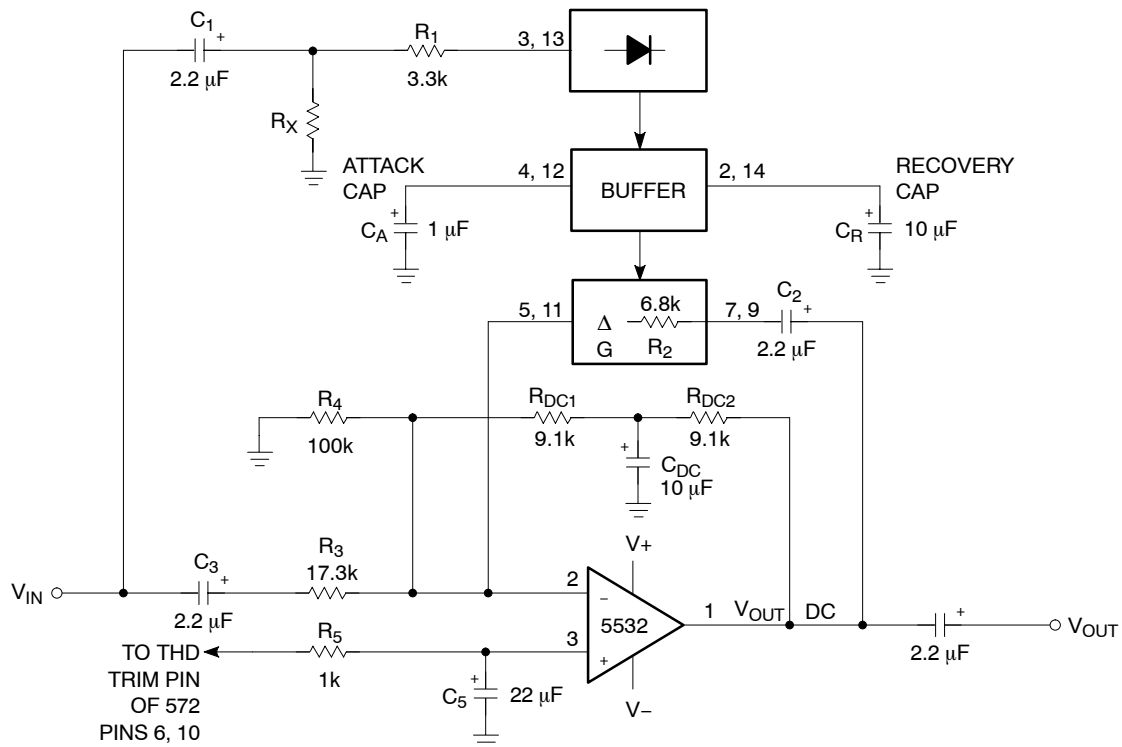 C1
+
2.2 μF
R1
3.3k
3, 13
RX
ATTACK
CAP
4, 12
BUFFER
2, 14
RECOVERY
CAP
+
CA
1 μF
+
CR
10 μF
5, 11
Δ
G
6.8k
R2
7, 9
C2
+
2.2 μF
R4
100k
RDC1
9.1k
RDC2
9.1k
+
CDC
10 μF
VIN
C3
+
2.2 μF
R3
17.3k
V+
2
−
5532
3
+
V−
1
VOUT
DC
+
2.2 μF
VOUT
TO THD
TRIM PIN
OF 572
PINS 6, 10
R5
1k
+
C5
22 μF